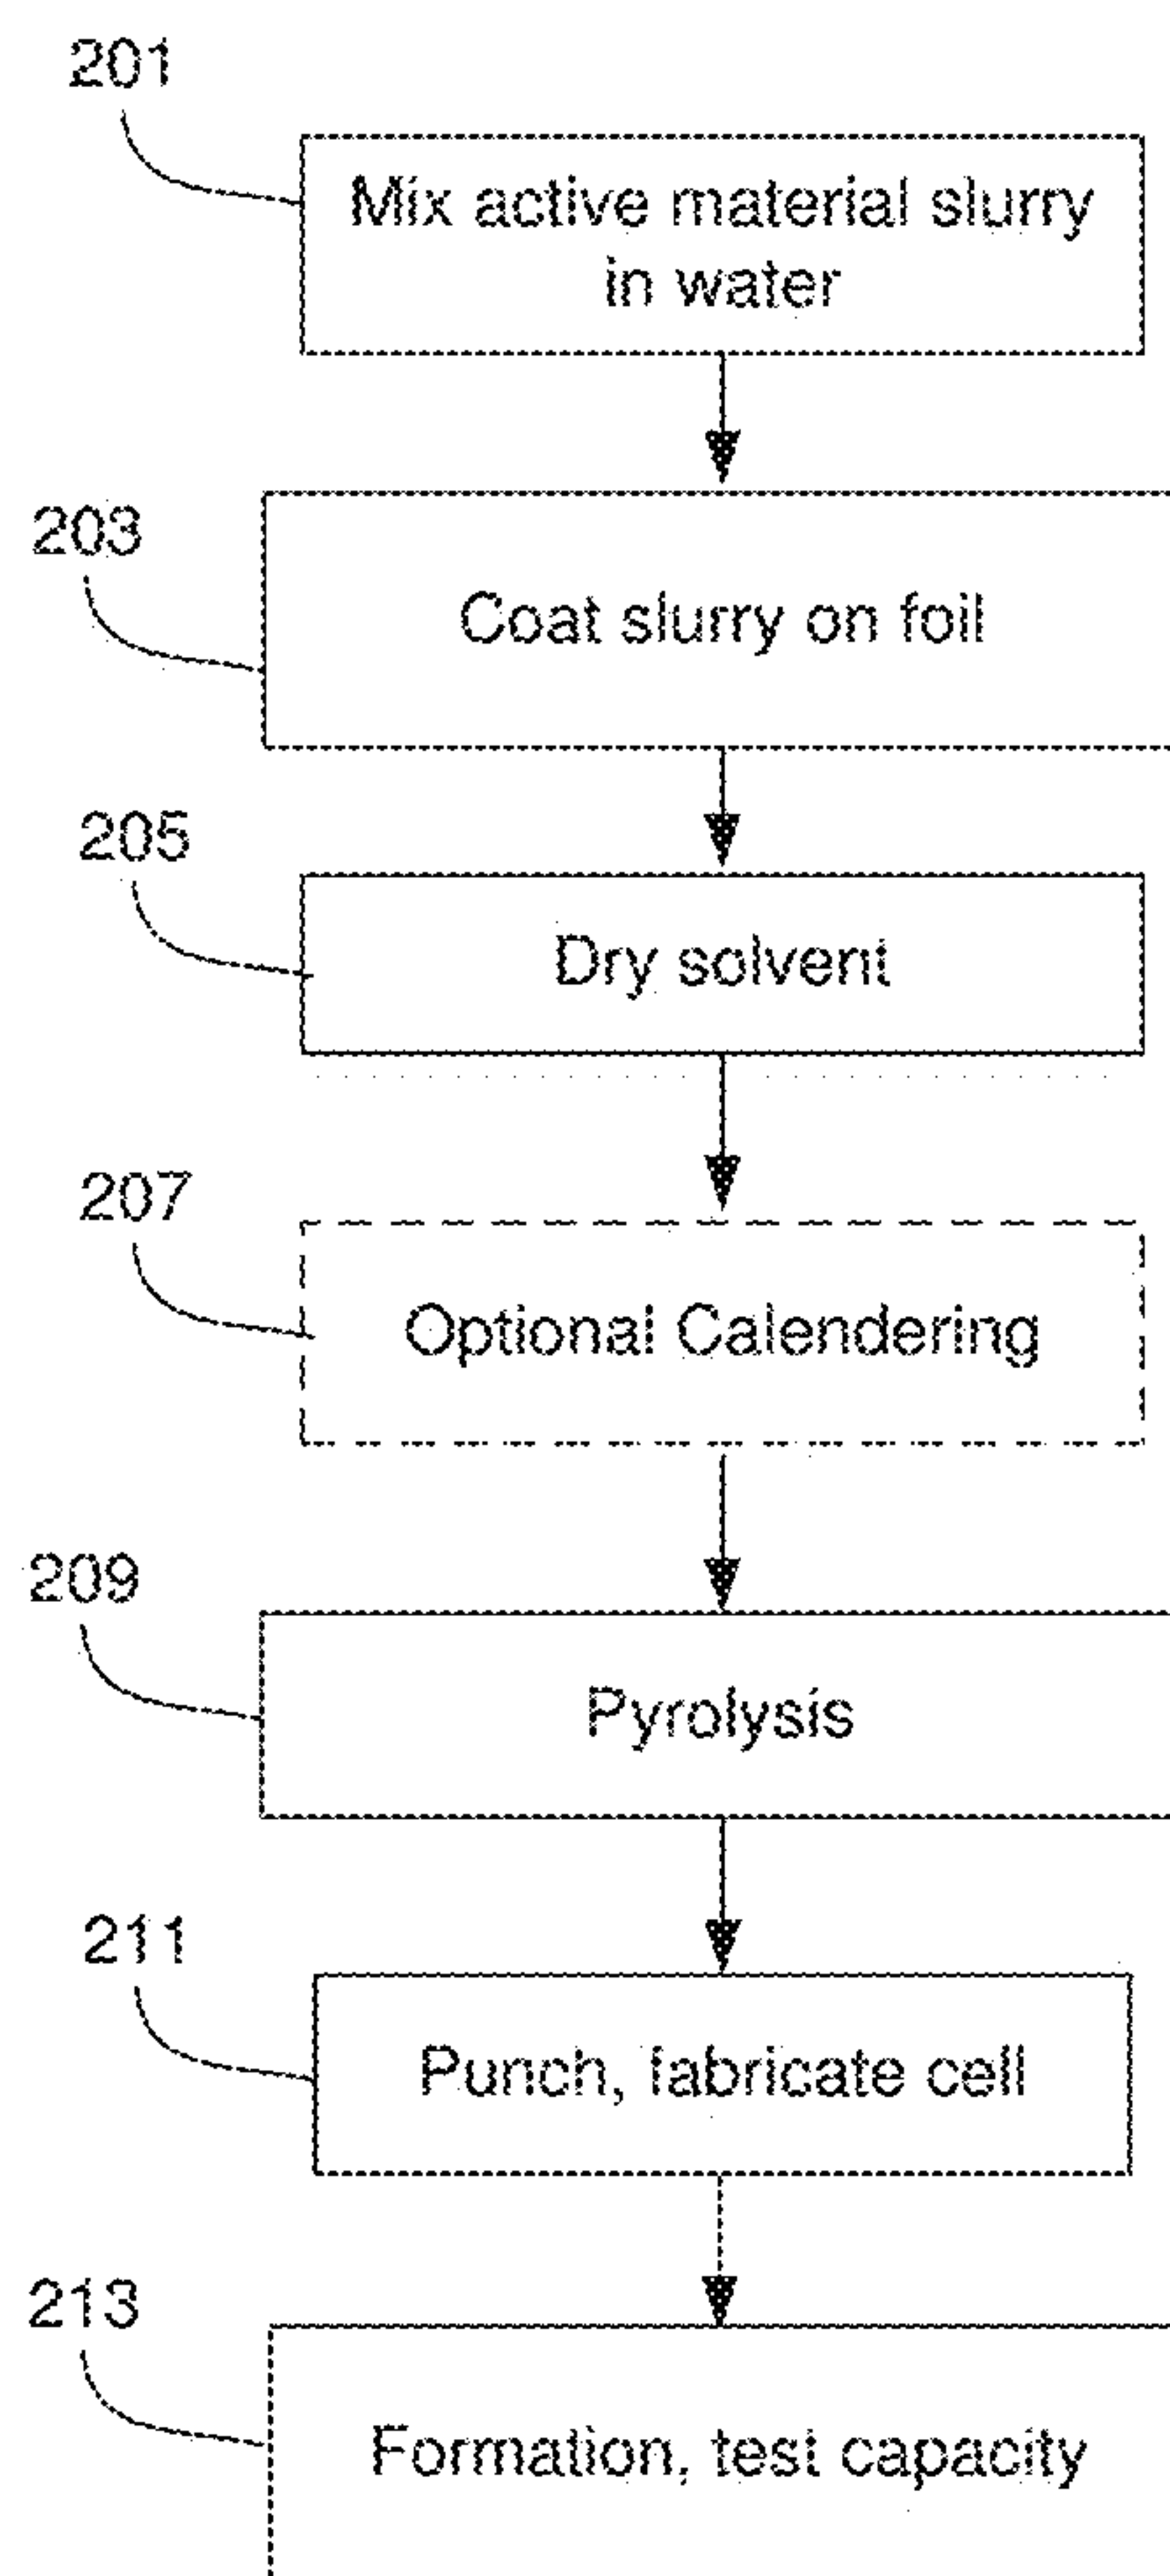 201
Mix active material slurry
in water
203
Coat slurry on foil
205
Dry solvent
207
Optional Calendering
209
Pyrolysis
211
Punch, fabricate cell
213
Formation, test capacity